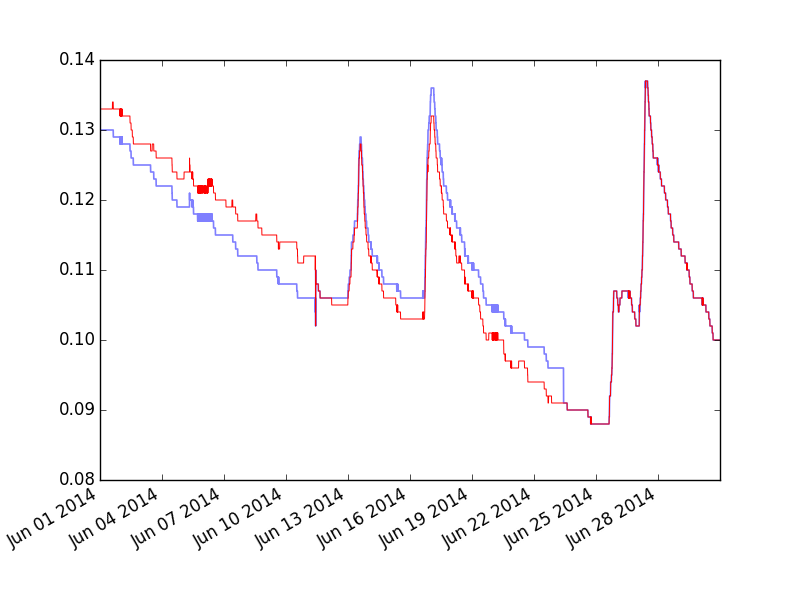 0.14
0.13
0.12
0.11
0.10
0.09
0.08
Jun 01 2014
Jun 04 2014
Jun 07 2014
Jun 10 2014
Jun 13 2014
Jun 16 2014
Jun 19 2014
Jun 22 2014
Jun 25 2014
Jun 28 2014